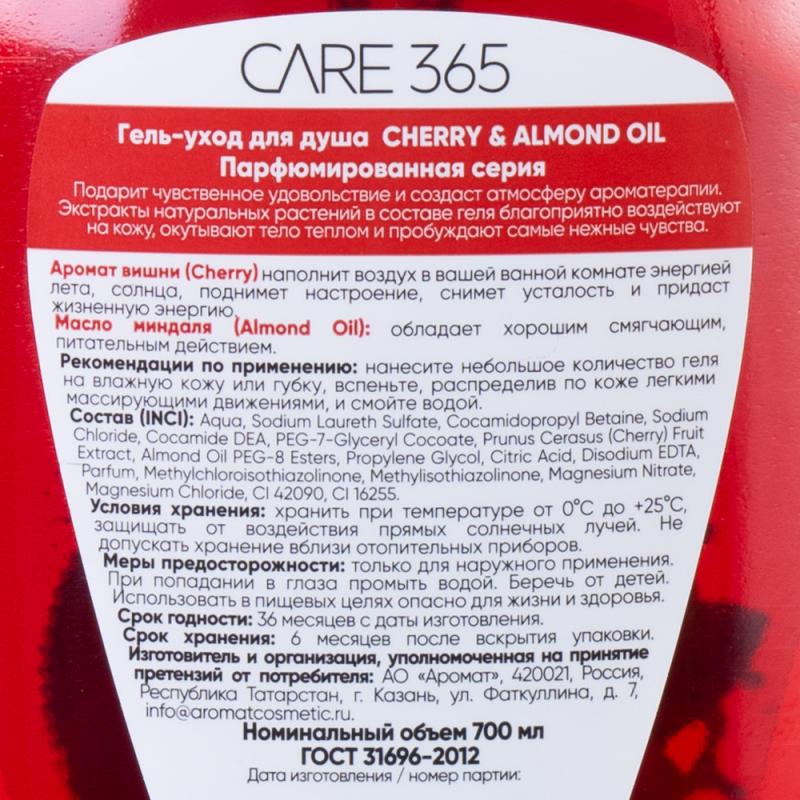 CARE 365
Гель-уход для душа CHERRY & ALMOND OIL
Парфюмированная серия
Подарит чувственное удовольствие и создаст атмосферу ароматерапии.
Экстракты натуральных растений в составе геля благоприятно воздействуют
на кожу, окутывают тело теплом и пробуждают самые нежные чувства.
Аромат вишни (Cherry) наполнит воздух в вашей ванной комнате энергией
лета, солнца, поднимет настроение, снимет усталость и придаст
жизненную энергию.
Масло миндаля (Almond Oil): обладает хорошим смягчающим,
питательным действием.
Рекомендации по применению: нанесите небольшое количество геля
на влажную кожу или губку, вспеньте, распределив по коже легкими
массирующими движениями, и смойте водой.
Состав (INCI): Aqua, Sodium Laureth Sulfate, Cocamidopropyl Betaine, Sodium
Chloride, Cocamide DEA, PEG-7-Glyceryl Cocoate, Prunus Cerasus (Cherry) Fruit
Extract, Almond Oil PEG-8 Esters, Propylene Glycol, Citric Acid, Disodium EDTA,
Parfum, Methylchloroisothiazolinone, Methylisothiazolinone, Magnesium Nitrate,
Magnesium Chloride, CI 42090, CI 16255.
Условия хранения: хранить при температуре от 0°C до +25°C,
защищать от воздействия прямых солнечных лучей. Не
допускать хранение вблизи отопительных приборов.
Меры предосторожности: только для наружного применения.
При попадании в глаза промыть водой. Беречь от детей.
Использовать в пищевых целях опасно для жизни и здоровья.
Срок годности: 36 месяцев с даты изготовления.
Срок хранения: 6 месяцев после вскрытия упаковки.
Изготовитель и организация, уполномоченная на принятие
претензий от потребителя: АО «Аромат», 420021, Россия,
Республика Татарстан, г. Казань, ул. Фаткуллина, д. 7,
info@aromatcosmetic.ru.
Номинальный объем 700 мл
ГОСТ 31696-2012
Дата изготовления / номер партии: